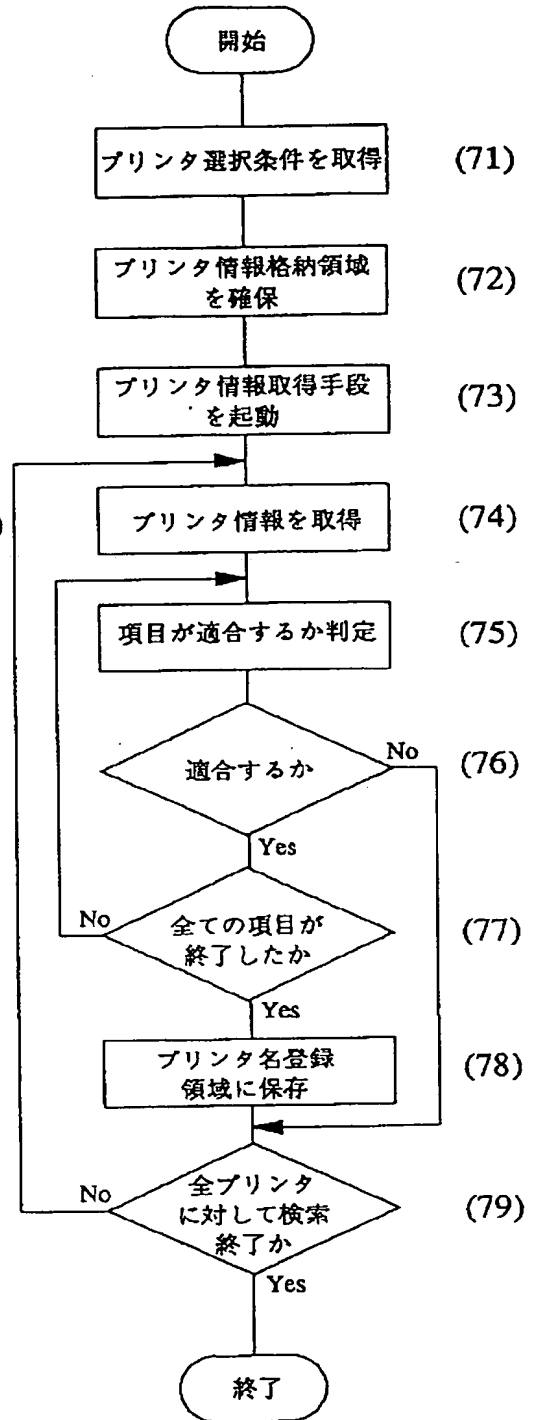 開始
プリンタ選択条件を取得
(71)
プリンタ情報格納領域
を確保
(72)
プリンタ情報取得手段
を起動
(73)
プリンタ情報を取得
(74)
項目が適合するか判定
(75)
適合するか
No
(76)
Yes
No
全ての項目が
終了したか
(77)
Yes
プリンタ名登録
領域に保存
(78)
No
全プリンタ
に対して検索
終了か
(79)
Yes
終了